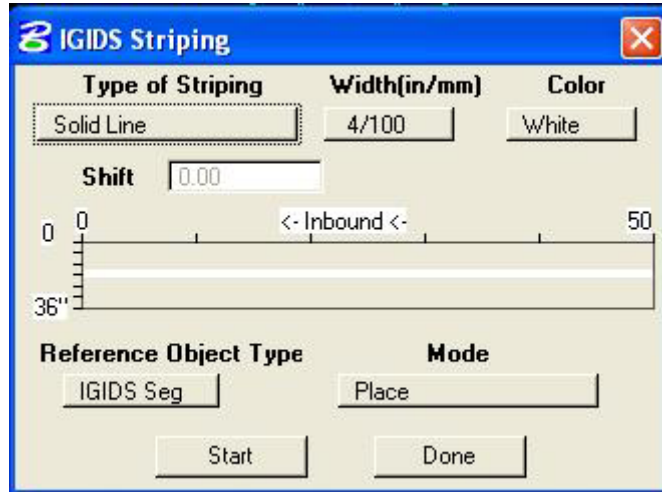 IGIDS Striping
Type of Striping Width(in/mm) Color
Solid Line 4/100 White
Shift 0.00
0 <- Inbound <- 50
0
36"
Reference Object Type Mode
IGIDS Seg Place
Start Done